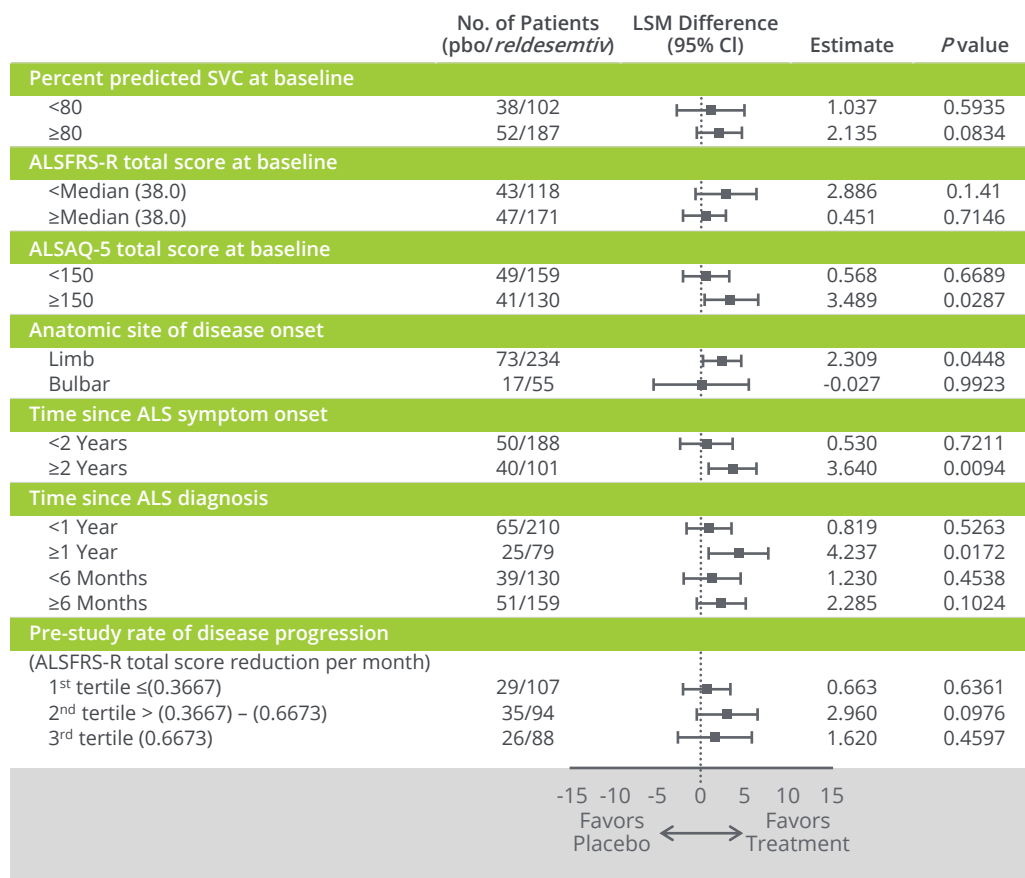 No. of Patients (pbo/reldesemtiv) LSM Difference (95% CI) Estimate P value
Percent predicted SVC at baseline
<80 38/102 1.037 0.5935
≥80 52/187 2.135 0.0834
ALSFRS-R total score at baseline
<Median (38.0) 43/118 2.886 0.1.41
≥Median (38.0) 47/171 0.451 0.7146
ALSAQ-5 total score at baseline
<150 49/159 0.568 0.6689
≥150 41/130 3.489 0.0287
Anatomic site of disease onset
Limb 73/234 2.309 0.0448
Bulbar 17/55 -0.027 0.9923
Time since ALS symptom onset
<2 Years 50/188 0.530 0.7211
≥2 Years 40/101 3.640 0.0094
Time since ALS diagnosis
<1 Year 65/210 0.819 0.5263
≥1 Year 25/79 4.237 0.0172
<6 Months 39/130 1.230 0.4538
≥6 Months 51/159 2.285 0.1024
Pre-study rate of disease progression
(ALSFRS-R total score reduction per month)
1st tertile ≤(0.3667) 29/107 0.663 0.6361
2nd tertile > (0.3667) – (0.6673) 35/94 2.960 0.0976
3rd tertile (0.6673) 26/88 1.620 0.4597
-15 -10 -5 0 5 10 15
Favors Placebo Favors Treatment